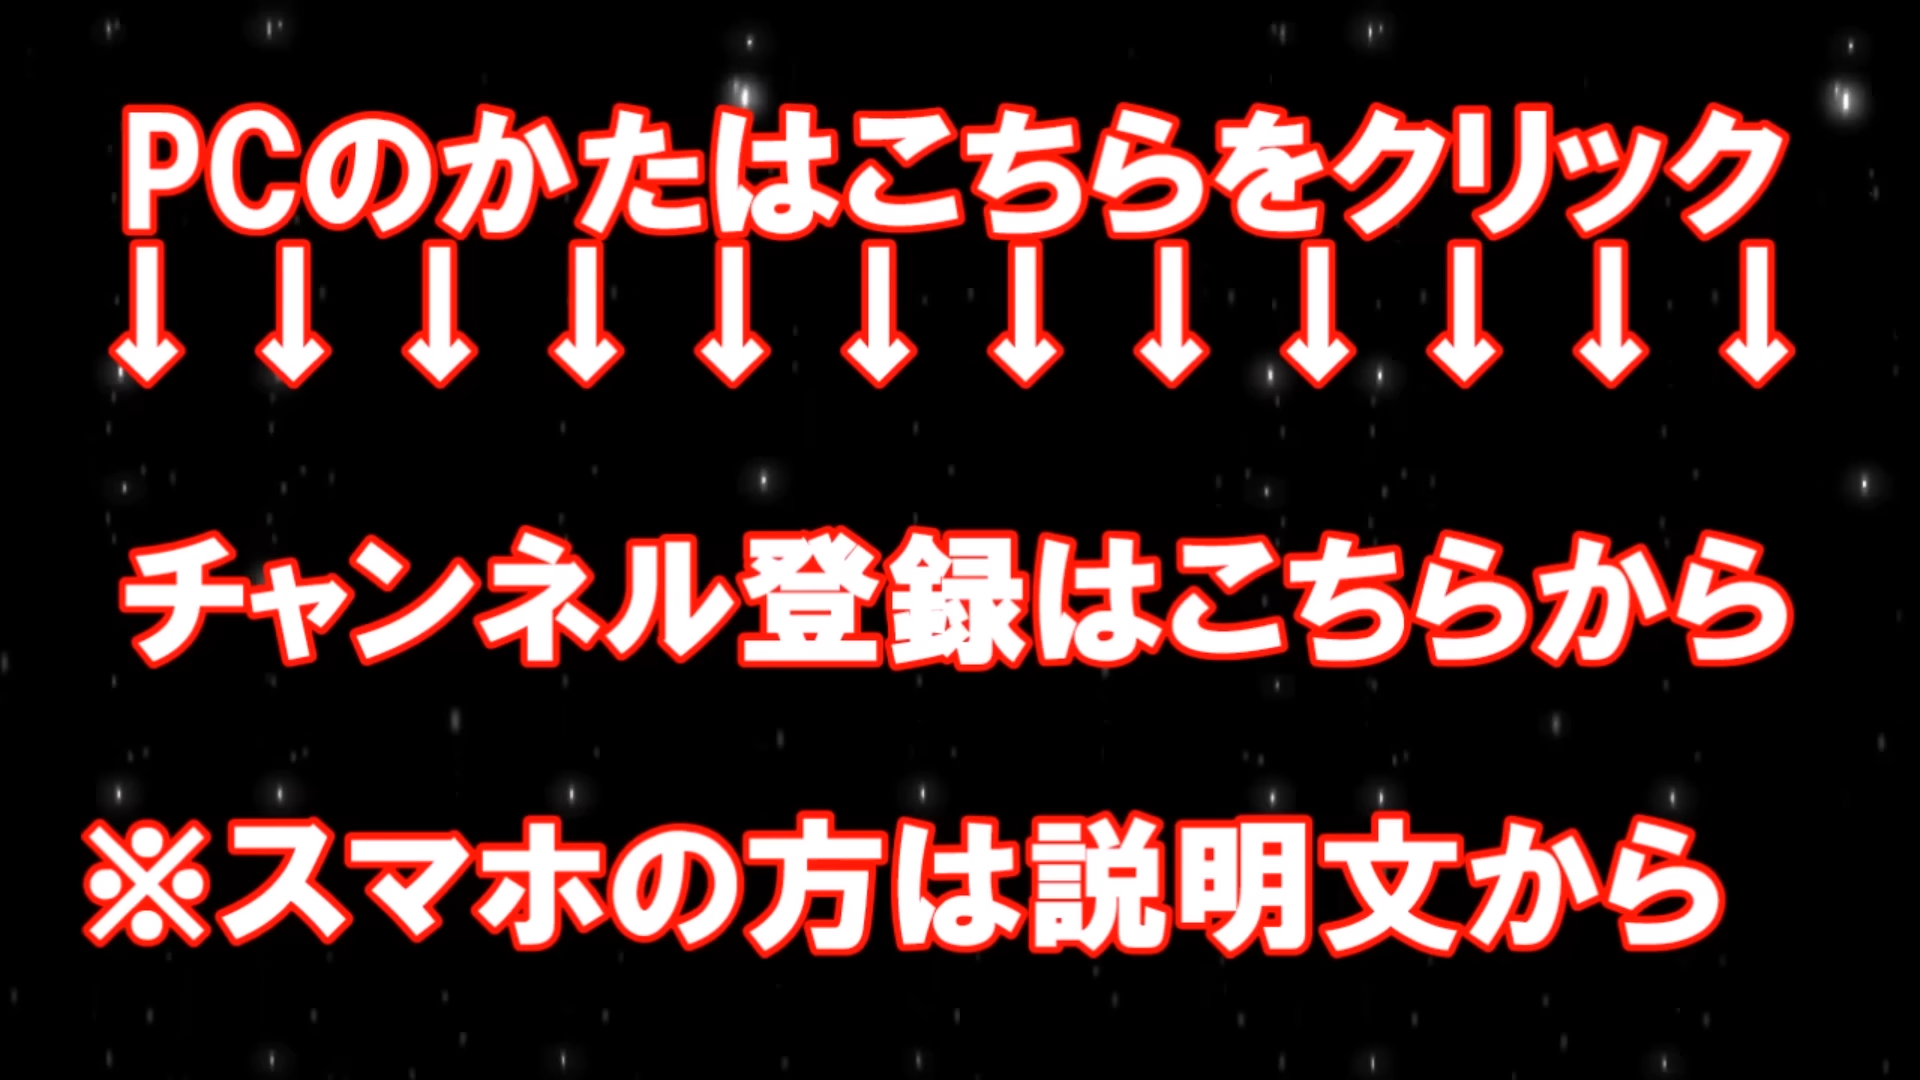 PCのかたはこちらをクリック
↓↓↓↓↓↓↓↓↓↓↓↓
チャンネル登録はこちらから
※スマホの方は説明文から